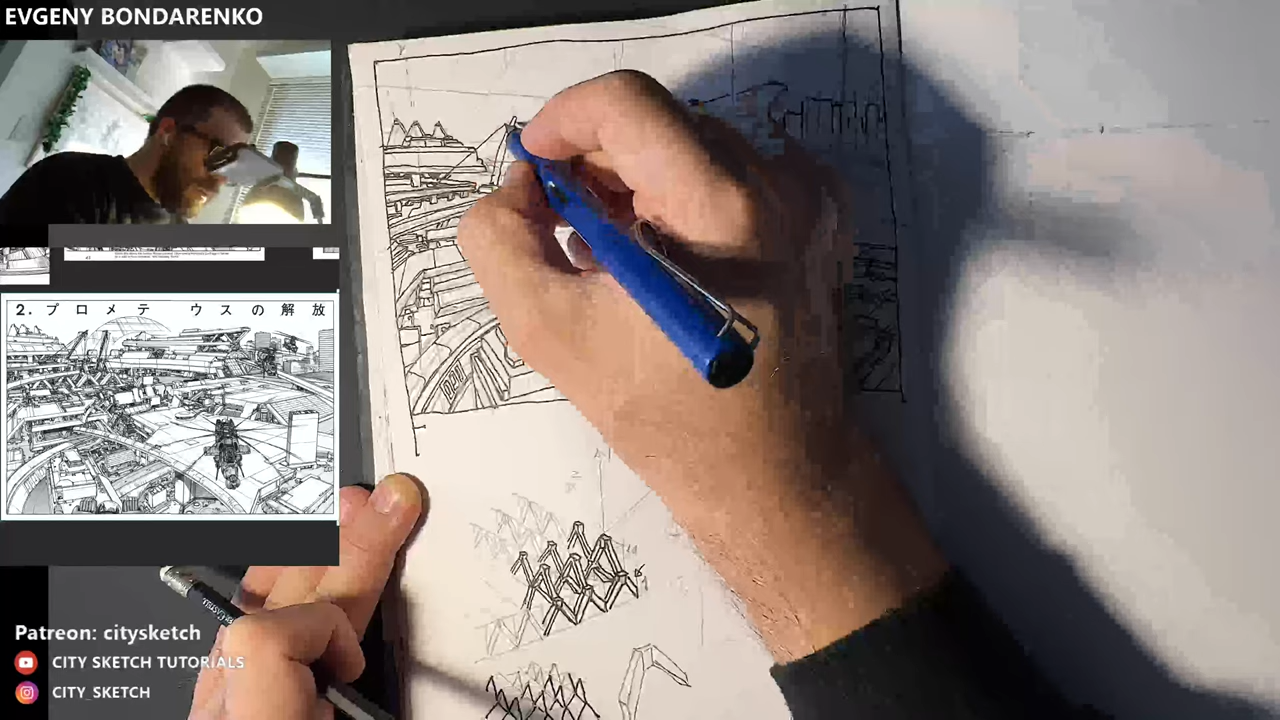 EVGENY BONDARENKO
2. プロメテウスの解放
Patreon: citysketch
CITY SKETCH TUTORIALS
CITY_SKETCH